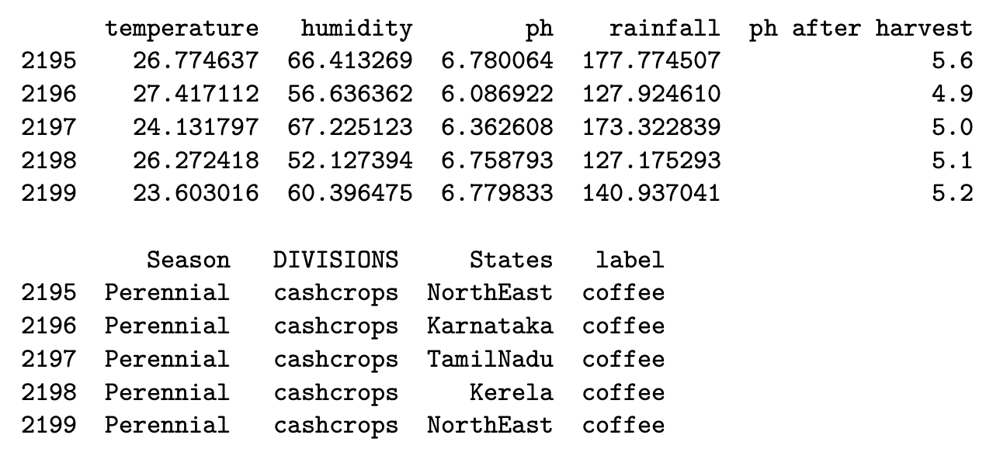 temperature humidity ph rainfall ph after harvest
2195 26.774637 66.413269 6.780064 177.774507 5.6
2196 27.417112 56.636362 6.086922 127.924610 4.9
2197 24.131797 67.225123 6.362608 173.322839 5.0
2198 26.272418 52.127394 6.758793 127.175293 5.1
2199 23.603016 60.396475 6.779833 140.937041 5.2
Season DIVISIONS States label
2195 Perennial cashcrops NorthEast coffee
2196 Perennial cashcrops Karnataka coffee
2197 Perennial cashcrops TamilNadu coffee
2198 Perennial cashcrops Kerela coffee
2199 Perennial cashcrops NorthEast coffee